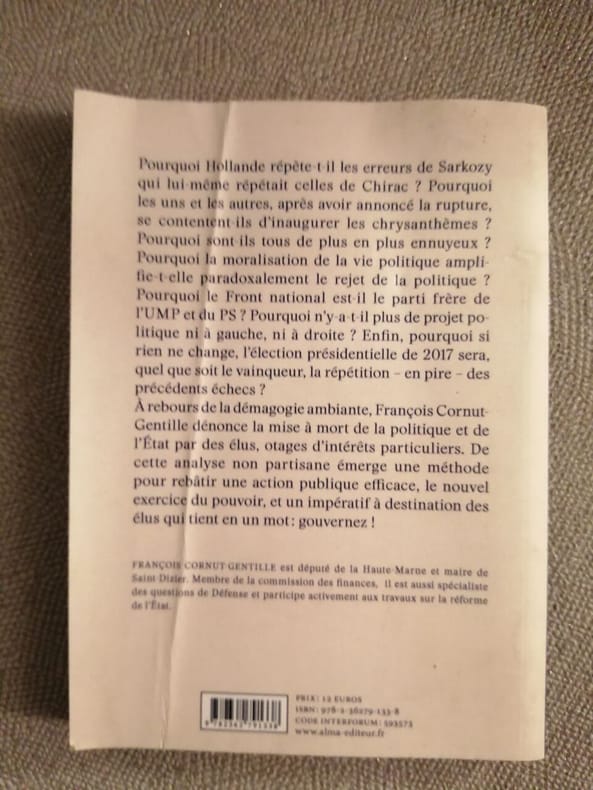 Pourquoi Hollande répète-t-il les erreurs de Sarkozy
qui lui-même répétait celles de Chirac ? Pourquoi
les uns et les autres, après avoir annoncé la rupture,
se contentent-ils d'inaugurer les chrysanthèmes ?
Pourquoi sont-ils tous de plus en plus ennuyeux ?
Pourquoi la moralisation de la vie politique ampli-
fie-t-elle paradoxalement le rejet de la politique ?
Pourquoi le Front national est-il le parti frère de
l'UMP et du PS ? Pourquoi n'y-a-t-il plus de projet po-
litique ni à gauche, ni à droite ? Enfin, pourquoi si
rien ne change, l'élection présidentielle de 2017 sera,
quel que soit le vainqueur, la répétition – en pire – des
précédents échecs ?
À rebours de la démagogie ambiante, François Cornut-
Gentille dénonce la mise à mort de la politique et de
l'État par des élus, otages d'intérêts particuliers. De
cette analyse non partisane émerge une méthode
pour rebâtir une action publique efficace, le nouvel
exercice du pouvoir, et un impératif à destination des
élus qui tient en un mot : gouvernez !
FRANÇOIS CORNUT-GENTILLE est député de la Haute-Marne et maire de
Saint-Dizier. Membre de la commission des finances, il est aussi spécialiste
des questions de Défense et participe activement aux travaux sur la réforme
de l'État.
PRIX : 12 EUROS
ISBN : 978-2-36279-133-8
CODE INTERFORUM : 593573
www.alma-editeur.fr
9 782362 791338